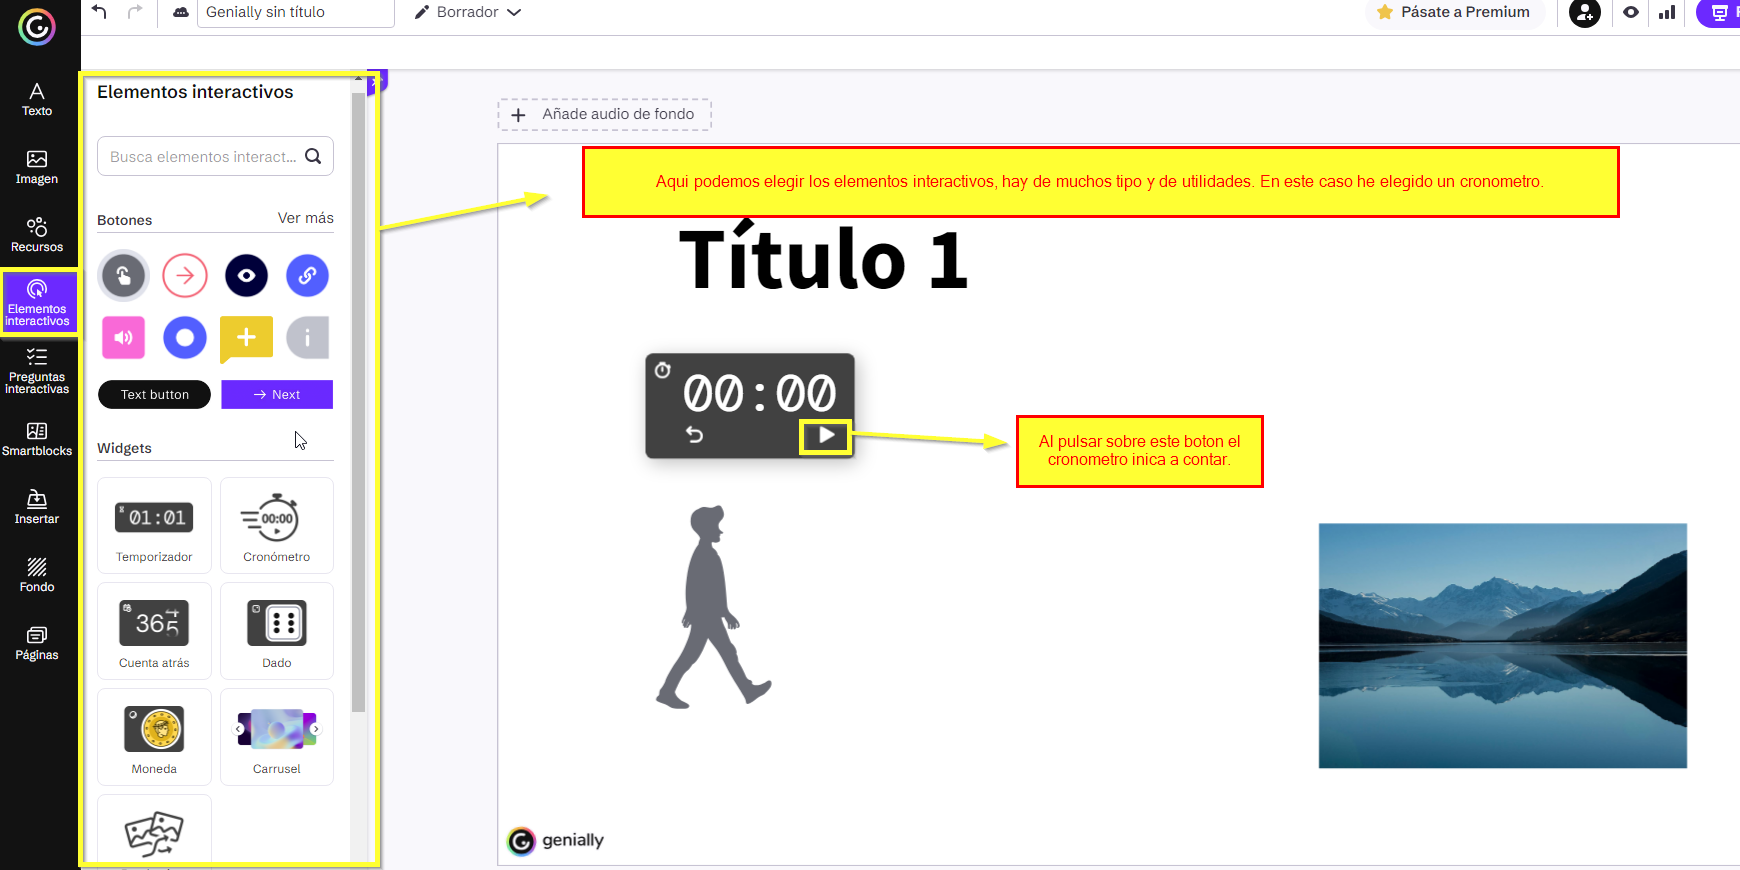 Genially sin título
Borrador
Pásate a Premium
Texto
Imagen
Recursos
Elementos
interactivos
Preguntas
interactivas
Smartblocks
Insertar
Fondo
Páginas
Elementos interactivos
Busca elementos interact...
Botones
Ver más
Text button
Next
Widgets
01:01
Temporizador
00:00
Cronómetro
365
Cuenta atrás
Dado
Moneda
Carrusel
Añade audio de fondo
Aqui podemos elegir los elementos interactivos, hay de muchos tipo y de utilidades. En este caso he elegido un cronometro.
Título 1
00:00
Al pulsar sobre este boton el
cronometro inica a contar.
genially